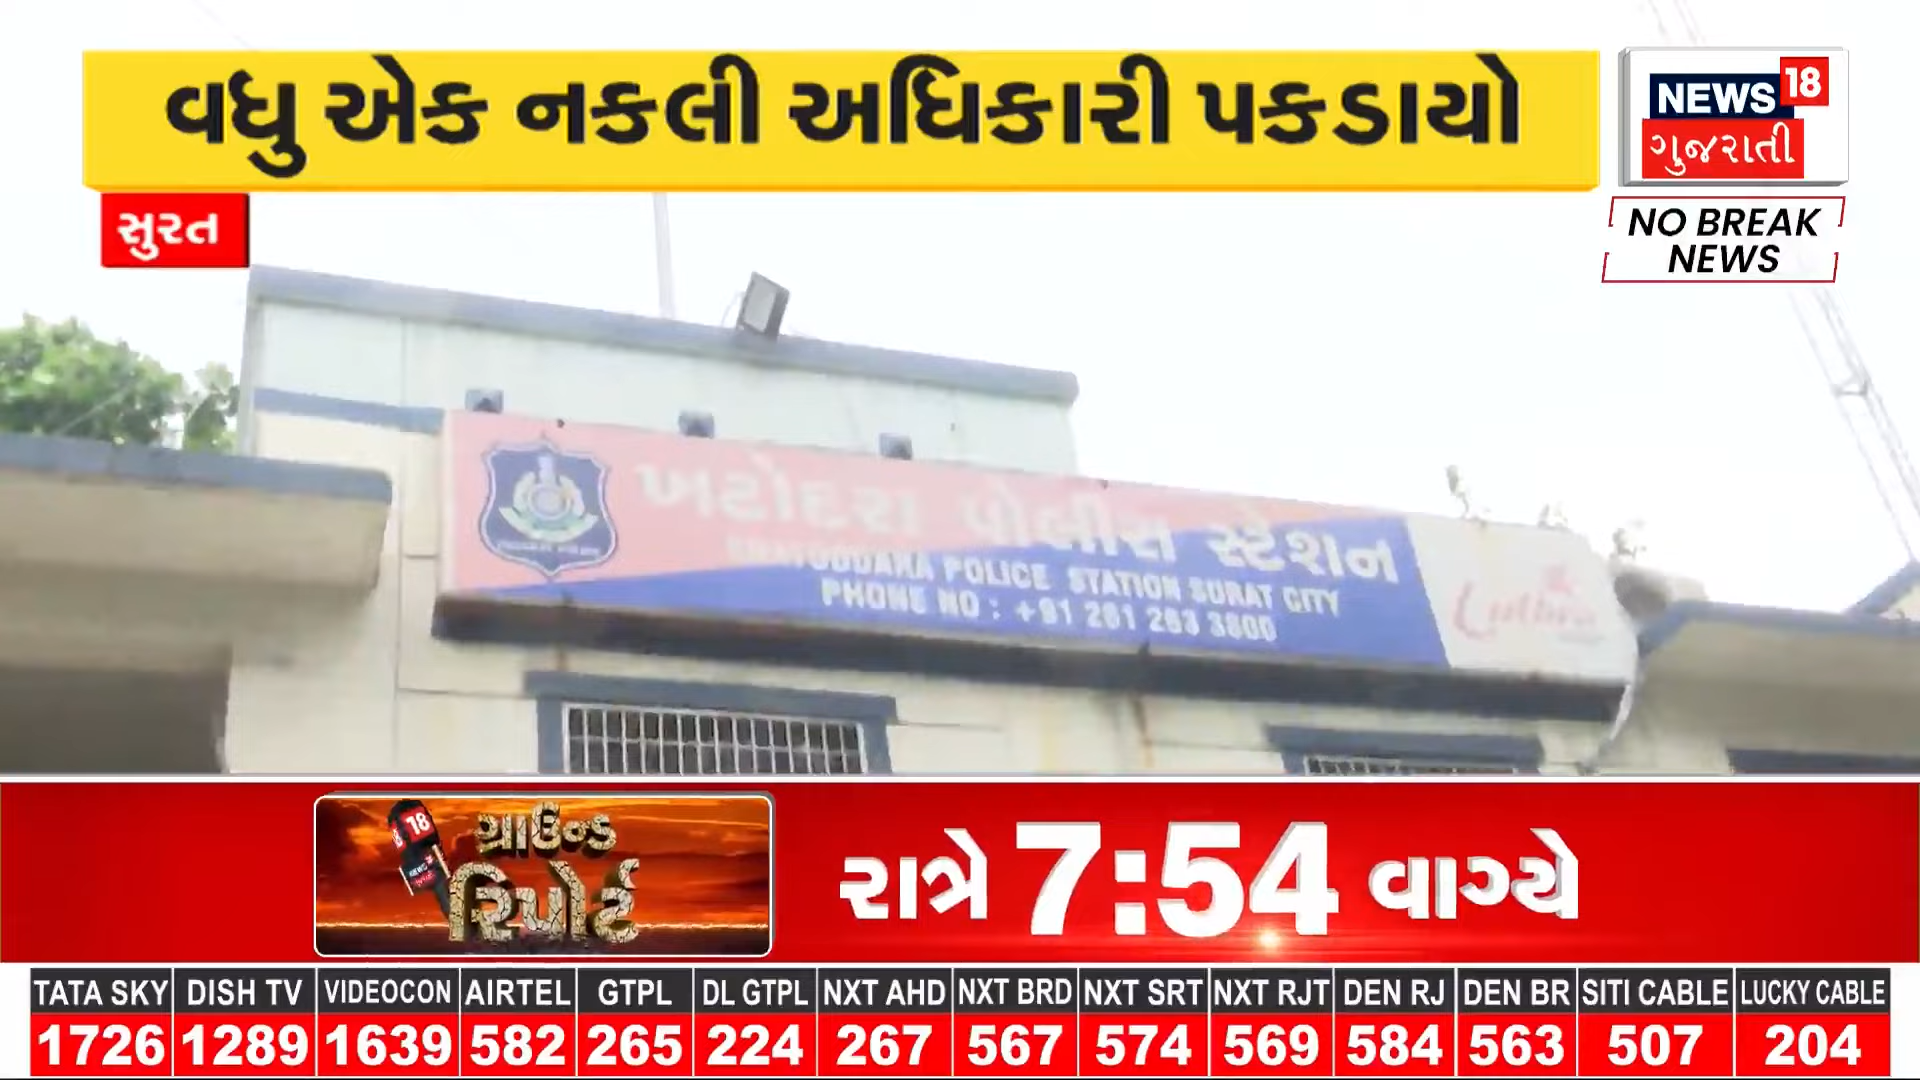 વધુ એક નકલી અધિકારી પકડાયો
NEWS 18
ગુજરાતી
NO BREAK
NEWS
સુરત
ખટોદરા પોલીસ સ્ટેશન
POLICE STATION SURAT CITY
PHONE NO : +91 261 263 3800
18
ગ્રાઉન્ડ
રિપોર્ટ
રાત્રે 7:54 વાગ્યે
TATA SKY DISH TV VIDEOCON AIRTEL GTPL DL GTPL NXT AHD NXT BRD NXT SRT NXT RJT DEN RJ DEN BR SITI CABLE LUCKY CABLE
1726 1289 1639 582 265 224 267 567 574 569 584 563 507 204